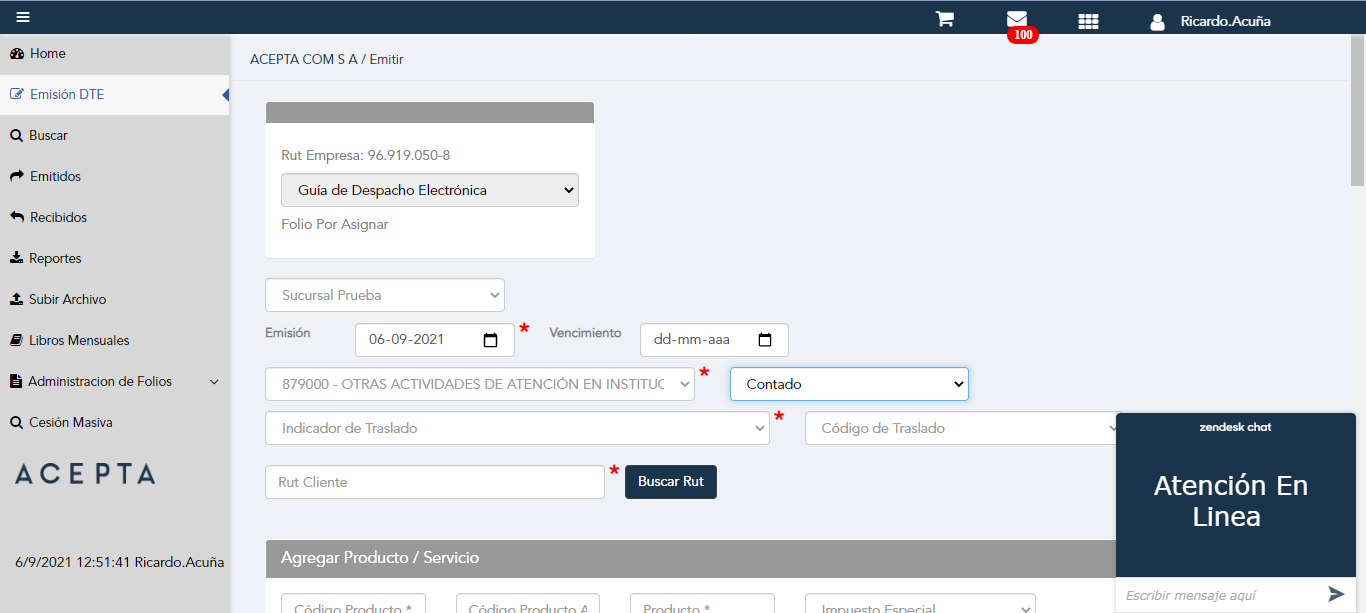 100
Ricardo.Acuña
Home
ACEPTA COM S A / Emitir
Emisión DTE
Buscar
Rut Empresa: 96.919.050-8
Emitidos
Guía de Despacho Electrónica
Recibidos
Folio Por Asignar
Reportes
Subir Archivo
Sucursal Prueba
Libros Mensuales
Emisión
06-09-2021
*
Vencimiento
dd-mm-aaa
Administracion de Folios
879000 - OTRAS ACTIVIDADES DE ATENCIÓN EN INSTITUC
*
Contado
Cesión Masiva
Indicador de Traslado
*
Código de Traslado
zendesk chat
ACEPTA
Rut Cliente
*
Buscar Rut
Atención En
Linea
6/9/2021 12:51:41 Ricardo.Acuña
Agregar Producto / Servicio
Escribir mensaje aquí
Código Producto *
Código Producto A
Producto *
Impuesto Especial